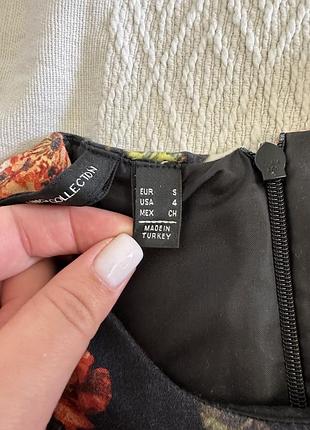 COLLECTION
EUR S
USA 4
MEX CH
MADE IN
TURKEY